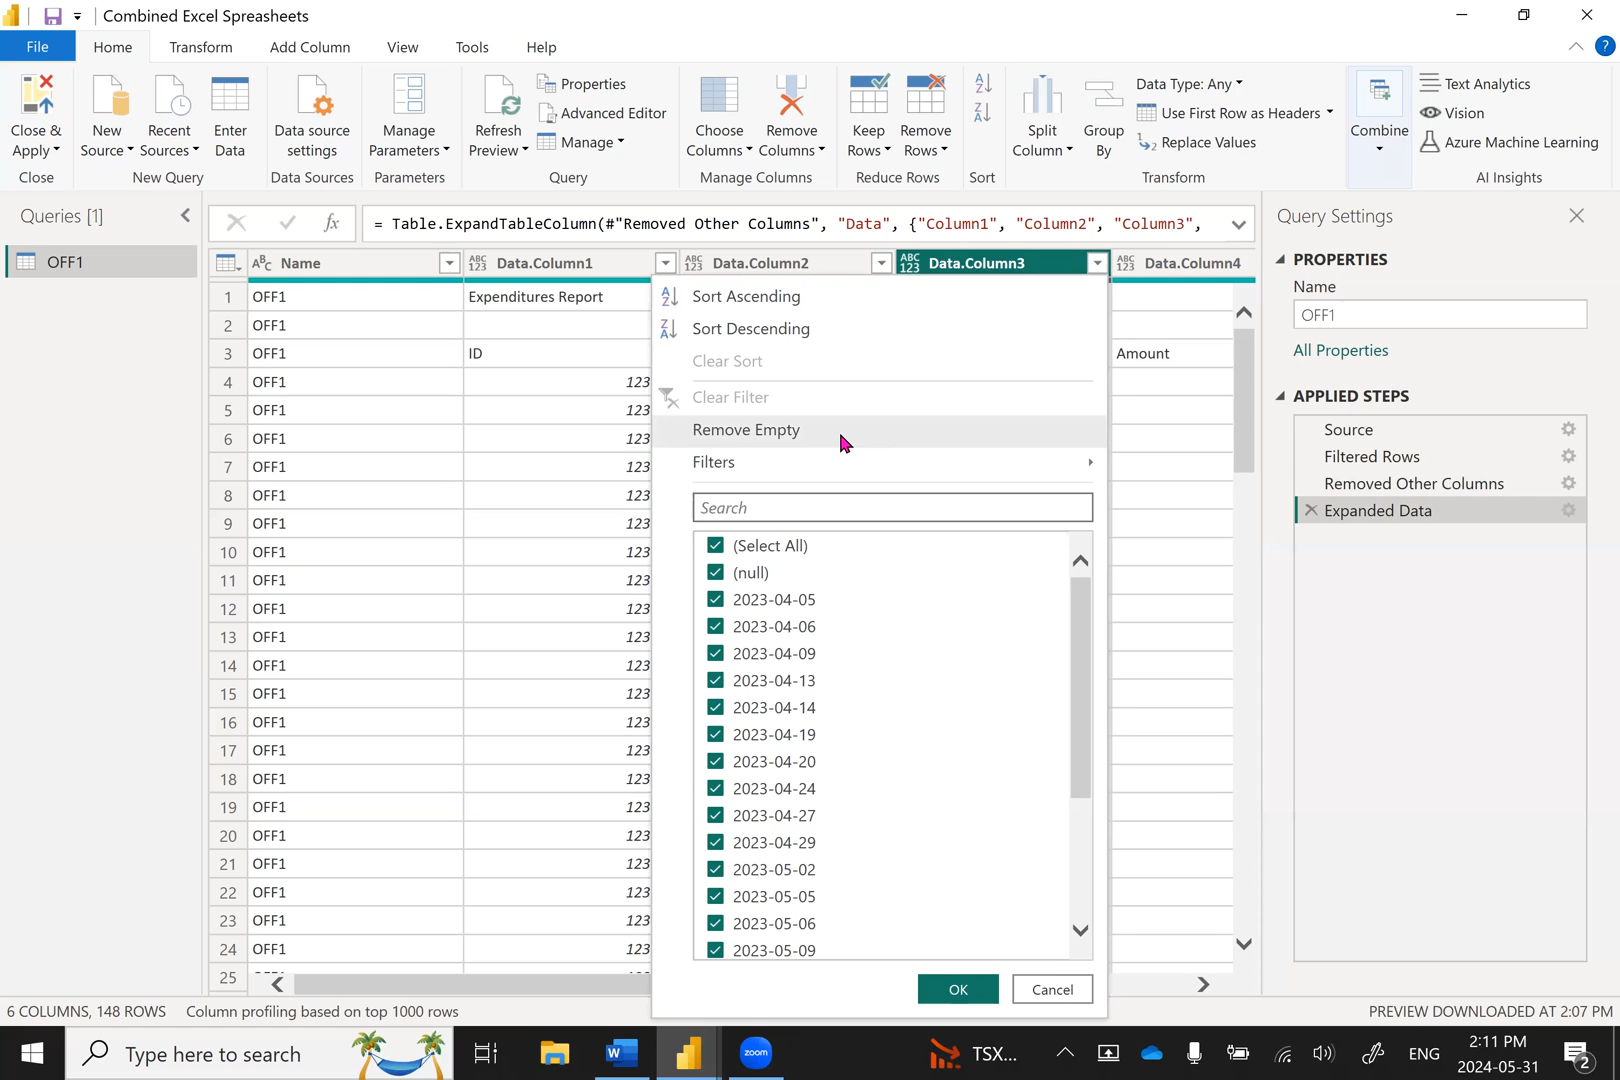 Combined Excel Spreasheets
File Home Transform Add Column View Tools Help
Close & Apply
Close
New Source
Recent Sources
Enter Data
New Query
Data source settings
Data Sources
Manage Parameters
Parameters
Refresh Preview
Properties
Advanced Editor
Manage
Query
Choose Columns
Remove Columns
Manage Columns
Keep Rows
Remove Rows
Reduce Rows
Sort
Split Column
Group By
Data Type: Any
Use First Row as Headers
Replace Values
Transform
Combine
Text Analytics
Vision
Azure Machine Learning
AI Insights
Queries [1]
OFF1
fx = Table.ExpandTableColumn(#"Removed Other Columns", "Data", {"Column1", "Column2", "Column3",
ABC Name ABC 123 Data.Column1 ABC 123 Data.Column2 ABC 123 Data.Column3 ABC 123 Data.Column4
1 OFF1 Expenditures Report
2 OFF1
3 OFF1 ID Amount
4 OFF1 123
5 OFF1 123
6 OFF1 123
7 OFF1 123
8 OFF1 123
9 OFF1 123
10 OFF1 123
11 OFF1 123
12 OFF1 123
13 OFF1 123
14 OFF1 123
15 OFF1 123
16 OFF1 123
17 OFF1 123
18 OFF1 123
19 OFF1 123
20 OFF1 123
21 OFF1 123
22 OFF1 123
23 OFF1 123
24 OFF1 123
25
Sort Ascending
Sort Descending
Clear Sort
Clear Filter
Remove Empty
Filters
Search
(Select All)
(null)
2023-04-05
2023-04-06
2023-04-09
2023-04-13
2023-04-14
2023-04-19
2023-04-20
2023-04-24
2023-04-27
2023-04-29
2023-05-02
2023-05-05
2023-05-06
2023-05-09
OK Cancel
Query Settings
PROPERTIES
Name
OFF1
All Properties
APPLIED STEPS
Source
Filtered Rows
Removed Other Columns
Expanded Data
6 COLUMNS, 148 ROWS Column profiling based on top 1000 rows PREVIEW DOWNLOADED AT 2:07 PM
Type here to search
zoom
TSX...
ENG
2:11 PM
2024-05-31
2